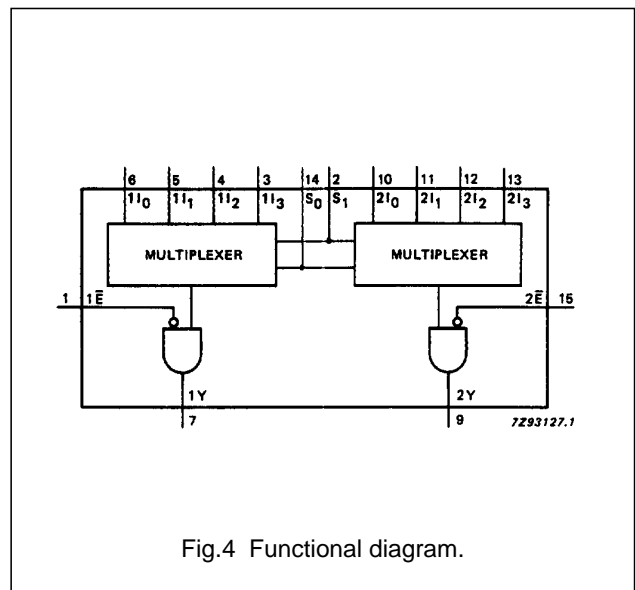 6 5 4 3 14 2 10 11 12 13
1I0 1I1 1I2 1I3 S0 S1 2I0 2I1 2I2 2I3
MULTIPLEXER MULTIPLEXER
1 1E̅ 2E̅ 15
1Y 2Y
7 9 7Z93127.1
Fig.4 Functional diagram.